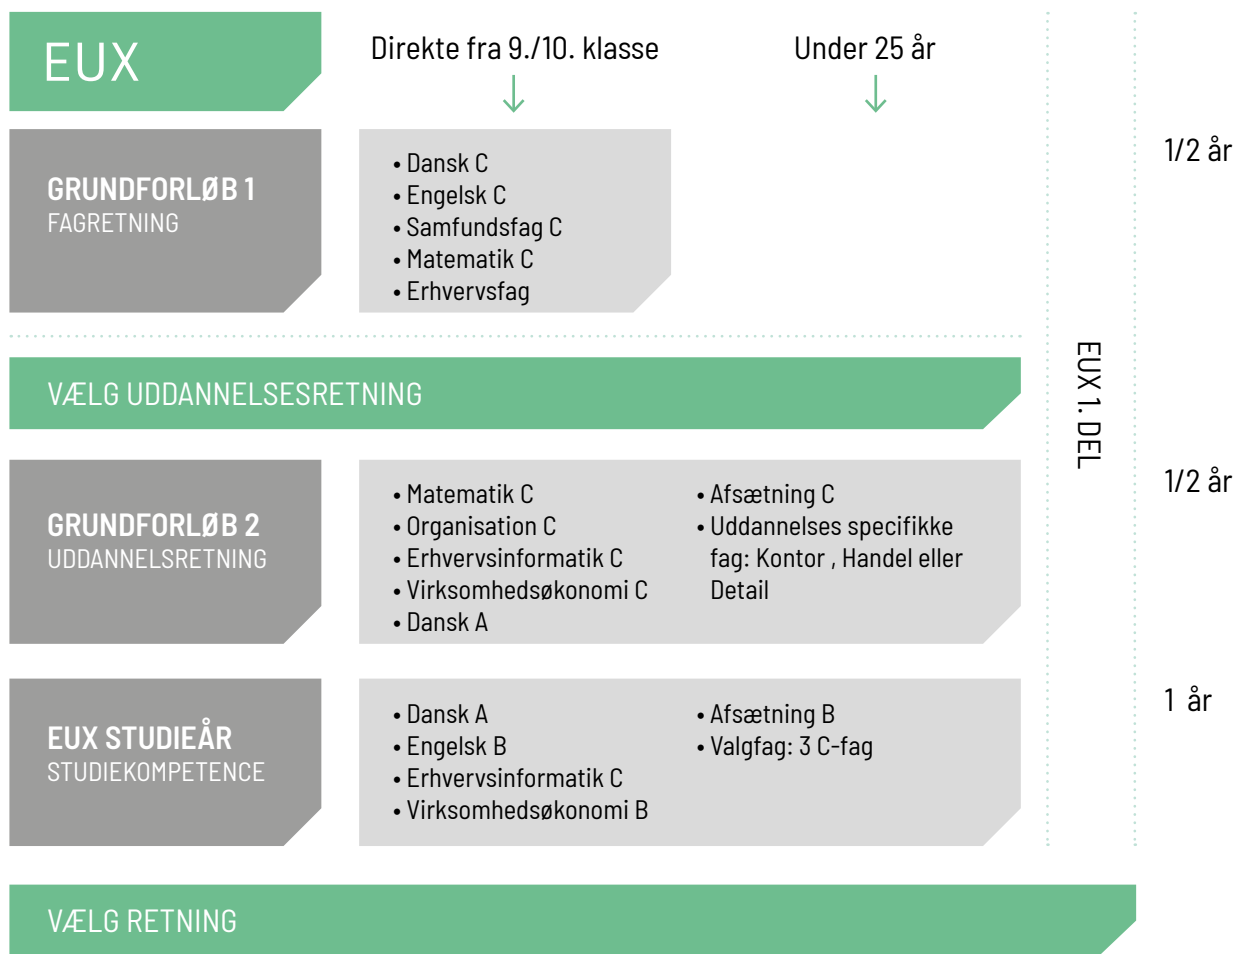 EUX
Direkte fra 9./10. klasse
Under 25 år
GRUNDFORLØB 1
FAGRETNING
• Dansk C
• Engelsk C
• Samfundsfag C
• Matematik C
• Erhvervsfag
1/2 år
VÆLG UDDANNELSESRETNING
EUX 1. DEL
GRUNDFORLØB 2
UDDANNELSRETNING
• Matematik C
• Organisation C
• Erhvervsinformatik C
• Virksomhedsøkonomi C
• Dansk A
• Afsætning C
• Uddannelses specifikke
fag: Kontor , Handel eller
Detail
1/2 år
EUX STUDIEÅR
STUDIEKOMPETENCE
• Dansk A
• Engelsk B
• Erhvervsinformatik C
• Virksomhedsøkonomi B
• Afsætning B
• Valgfag: 3 C-fag
1 år
VÆLG RETNING